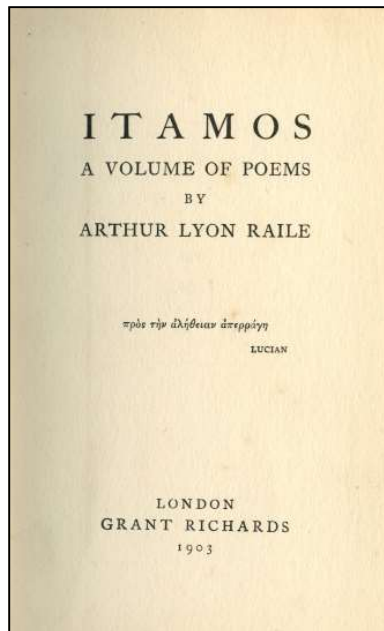 ITAMOS
A VOLUME OF POEMS
BY
ARTHUR LYON RAILE
πρὸς τὴν ἀλήθειαν ἀπερράγη
LUCIAN
LONDON
GRANT RICHARDS
1903